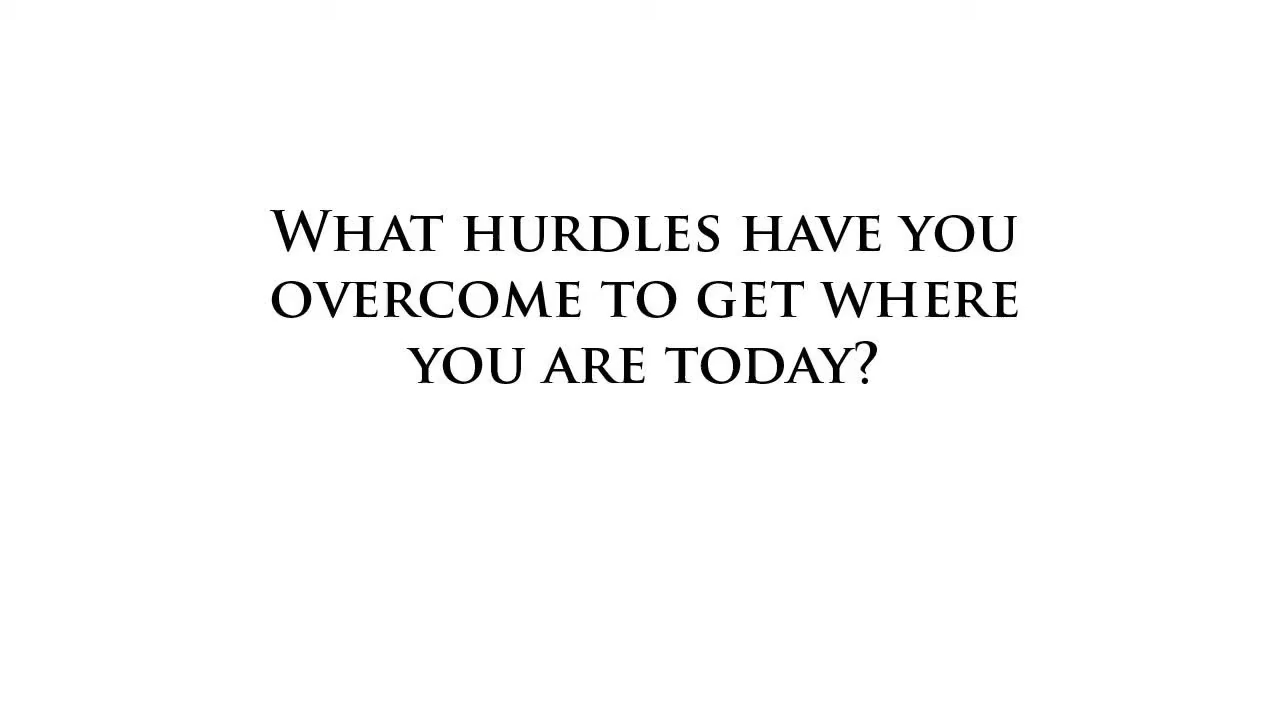 What hurdles have you
overcome to get where
you are today?